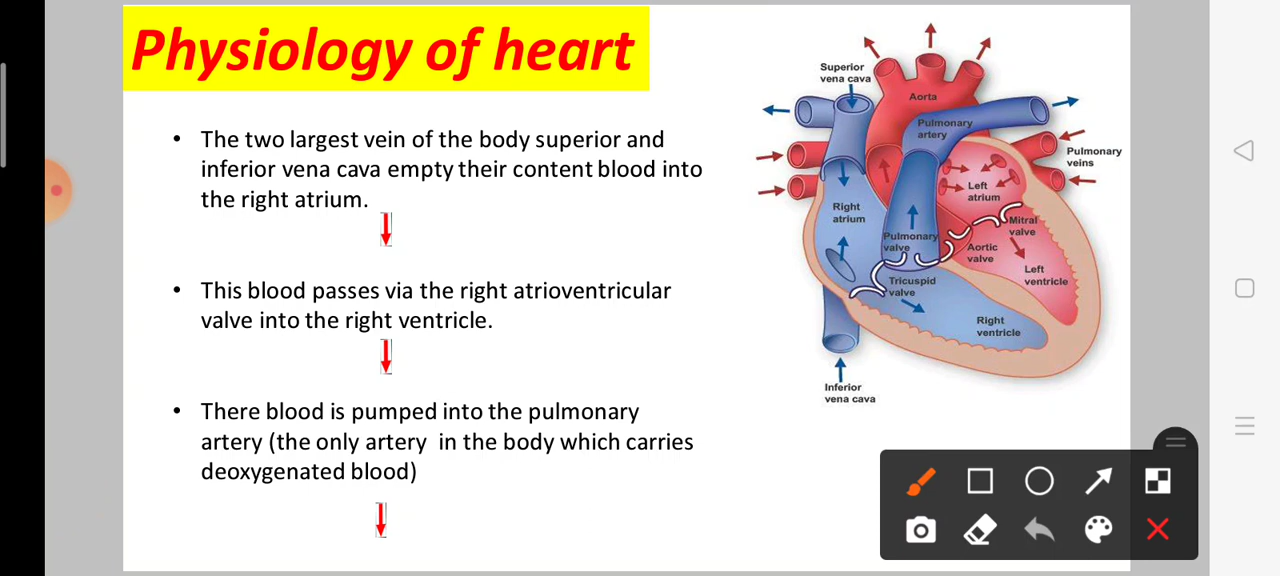 Physiology of heart
• The two largest vein of the body superior and
inferior vena cava empty their content blood into
the right atrium.
• This blood passes via the right atrioventricular
valve into the right ventricle.
• There blood is pumped into the pulmonary
artery (the only artery in the body which carries
deoxygenated blood)
Superior
vena cava
Aorta
Pulmonary
artery
Pulmonary
veins
Left
atrium
Right
atrium
Mitral
valve
Pulmonary
valve
Aortic
valve
Left
ventricle
Tricuspid
valve
Right
ventricle
Inferior
vena cava